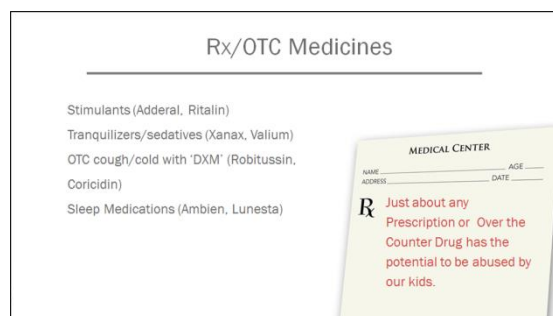 Rx/OTC Medicines
Stimulants (Adderal, Ritalin)
Tranquilizers/sedatives (Xanax, Valium)
OTC cough/cold with 'DXM' (Robitussin,
Coricidin)
Sleep Medications (Ambien, Lunesta)
MEDICAL CENTER
NAME AGE
ADDRESS DATE
Rx Just about any
Prescription or Over the
Counter Drug has the
potential to be abused by
our kids.